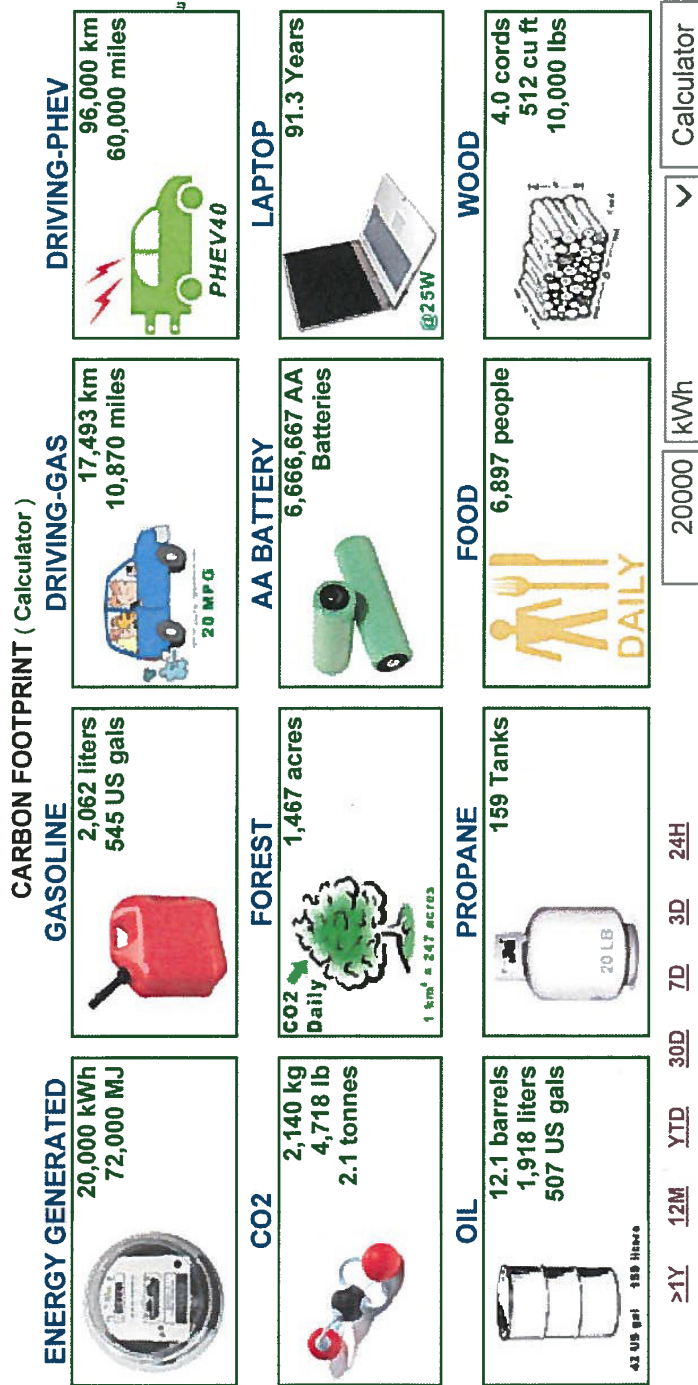 CARBON FOOTPRINT ( Calculator )
ENERGY GENERATED
20,000 kWh
72,000 MJ
GASOLINE
2,062 liters
545 US gals
DRIVING-GAS
17,493 km
10,870 miles
20 MPG
DRIVING-PHEV
96,000 km
60,000 miles
PHEV40
CO2
2,140 kg
4,718 lb
2.1 tonnes
FOREST
1,467 acres
CO2
Daily
1 km² = 247 acres
AA BATTERY
6,666,667 AA
Batteries
LAPTOP
91.3 Years
@25W
OIL
12.1 barrels
1,918 liters
507 US gals
42 US gal 159 liters
PROPANE
159 Tanks
20 LB
FOOD
6,897 people
DAILY
WOOD
4.0 cords
512 cu ft
10,000 lbs
>1Y 12M YTD 30D 7D 3D 24H
20000 kWh Calculator